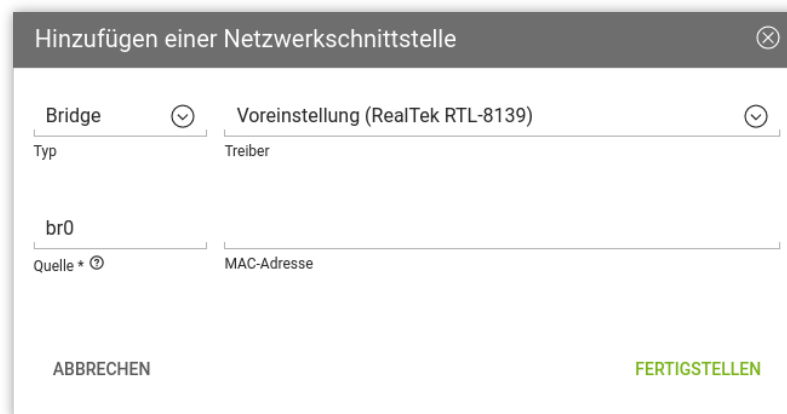 Hinzufügen einer Netzwerkschnittstelle
Bridge
Voreinstellung (RealTek RTL-8139)
Typ
Treiber
br0
Quelle *
MAC-Adresse
ABBRECHEN
FERTIGSTELLEN